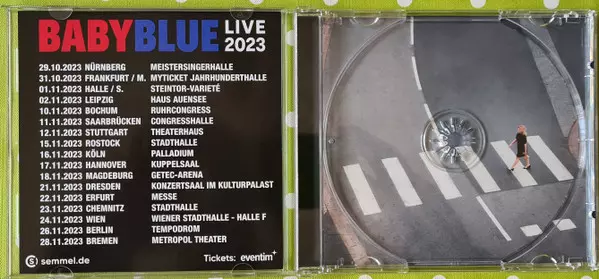 BABYBLUE LIVE 2023
29.10.2023 NÜRNBERG MEISTERSINGERHALLE
31.10.2023 FRANKFURT / M. MYTICKET JAHRHUNDERTHALLE
01.11.2023 HALLE / S. STEINTOR-VARIETÉ
02.11.2023 LEIPZIG HAUS AUENSEE
10.11.2023 BOCHUM RUHRCONGRESS
11.11.2023 SAARBRÜCKEN CONGRESSHALLE
12.11.2023 STUTTGART THEATERHAUS
15.11.2023 ROSTOCK STADTHALLE
16.11.2023 KÖLN PALLADIUM
17.11.2023 HANNOVER KUPPELSAAL
18.11.2023 MAGDEBURG GETEC-ARENA
21.11.2023 DRESDEN KONZERTSAAL IM KULTURPALAST
22.11.2023 ERFURT MESSE
23.11.2023 CHEMNITZ STADTHALLE
24.11.2023 WIEN WIENER STADTHALLE - HALLE F
26.11.2023 BERLIN TEMPODROM
28.11.2023 BREMEN METROPOL THEATER
S semmel.de Tickets: eventim